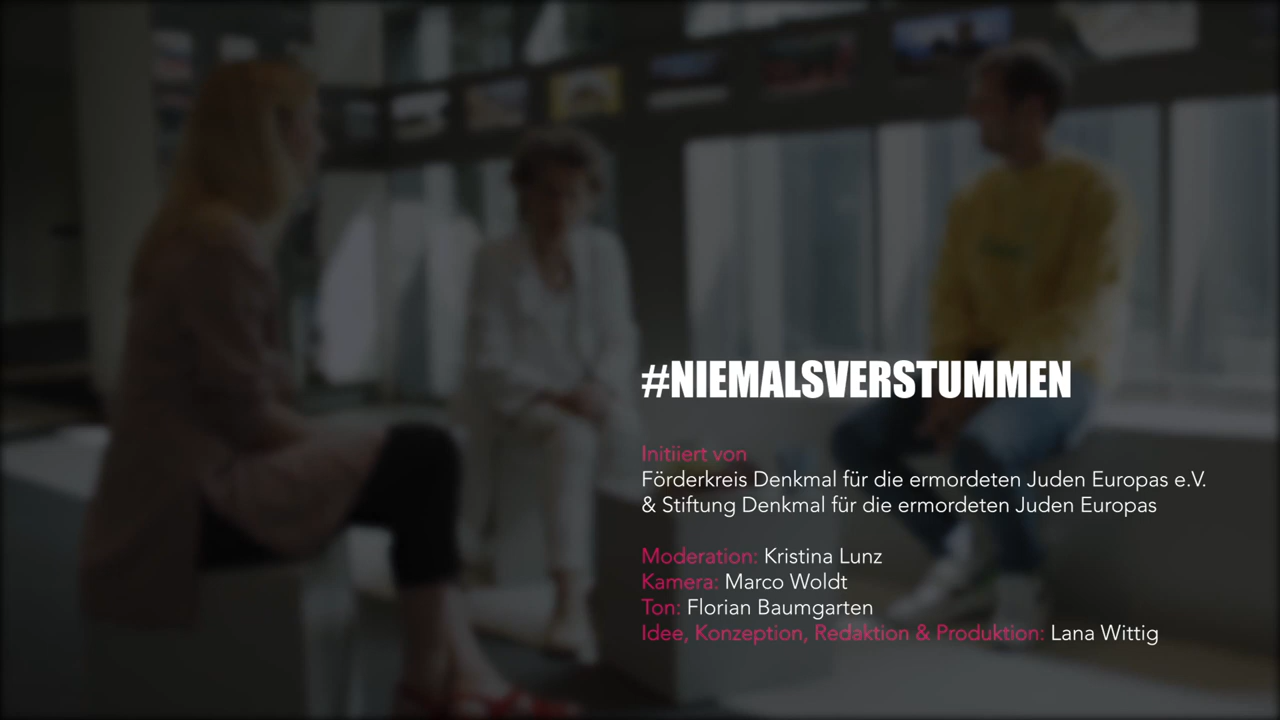 #NIEMALSVERSTUMMEN
Initiiert von
Förderkreis Denkmal für die ermordeten Juden Europas e.V.
& Stiftung Denkmal für die ermordeten Juden Europas
Moderation: Kristina Lunz
Kamera: Marco Woldt
Ton: Florian Baumgarten
Idee, Konzeption, Redaktion & Produktion: Lana Wittig